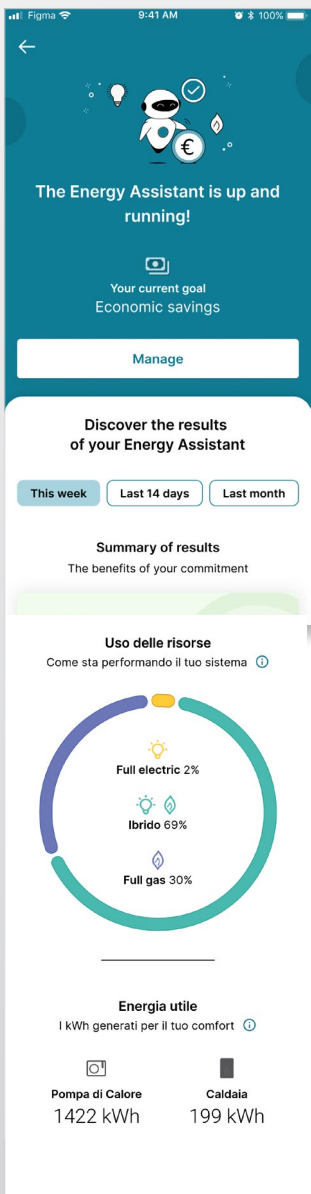 Figma 9:41 AM 100%
€
The Energy Assistant is up and
running!
Your current goal
Economic savings
Manage
Discover the results
of your Energy Assistant
This week Last 14 days Last month
Summary of results
The benefits of your commitment
Uso delle risorse
Come sta performando il tuo sistema
Full electric 2%
Ibrido 69%
Full gas 30%
Energia utile
I kWh generati per il tuo comfort
Pompa di Calore Caldaia
1422 kWh 199 kWh